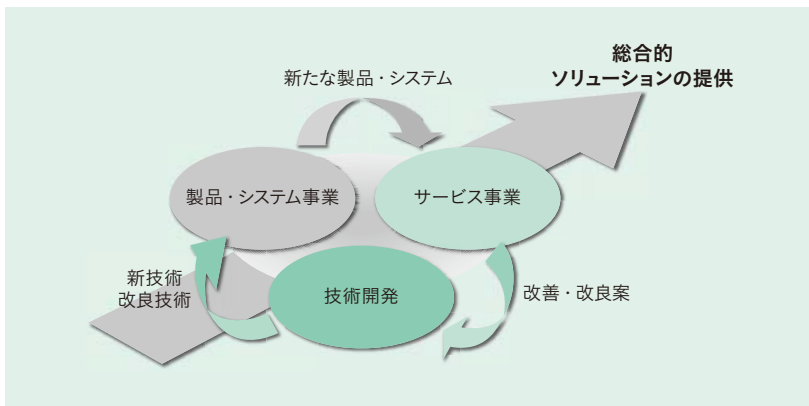 総合的
ソリューションの提供
新たな製品・システム
製品・システム事業
サービス事業
新技術
改良技術
技術開発
改善・改良案